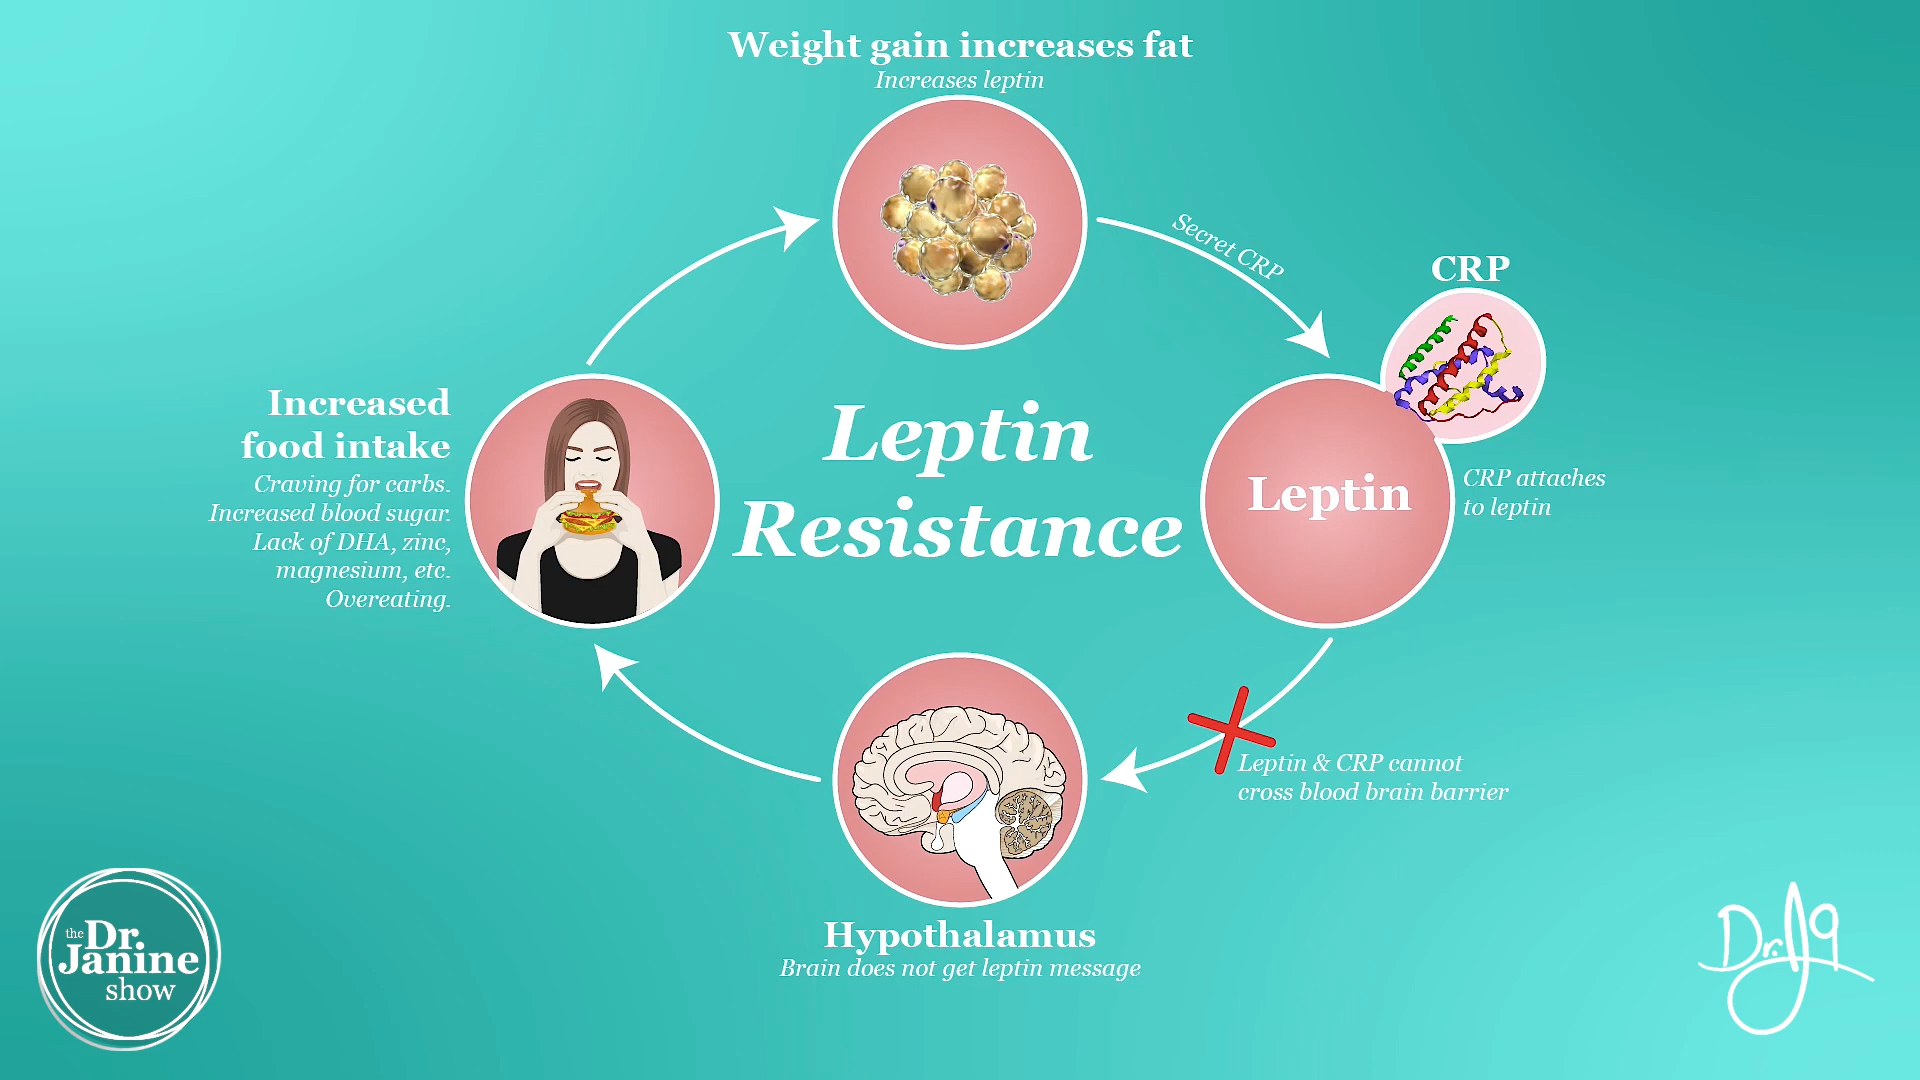 Weight gain increases fat
Increases leptin
Secret CRP
CRP
Increased
food intake
Craving for carbs.
Increased blood sugar.
Lack of DHA, zinc,
magnesium, etc.
Overeating.
Leptin
Resistance
Leptin
CRP attaches
to leptin
Leptin & CRP cannot
cross blood brain barrier
Hypothalamus
Brain does not get leptin message
the Dr.
Janine
show
Dr.J9